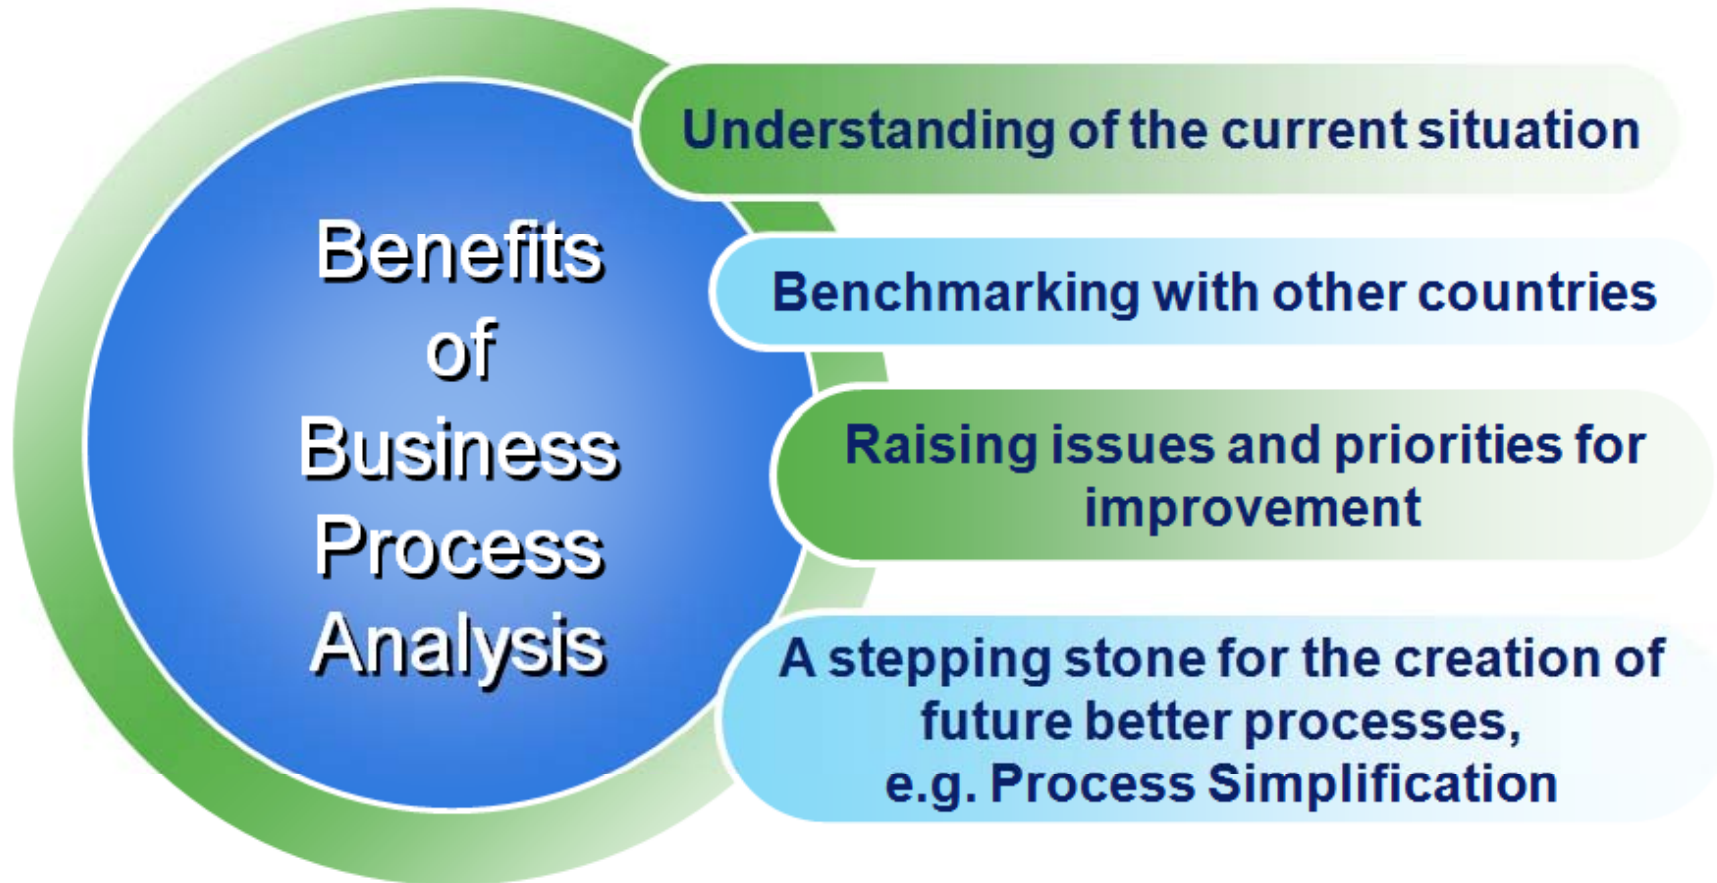 Benefits
of
Business
Process
Analysis
Understanding of the current situation
Benchmarking with other countries
Raising issues and priorities for
improvement
A stepping stone for the creation of
future better processes,
e.g. Process Simplification